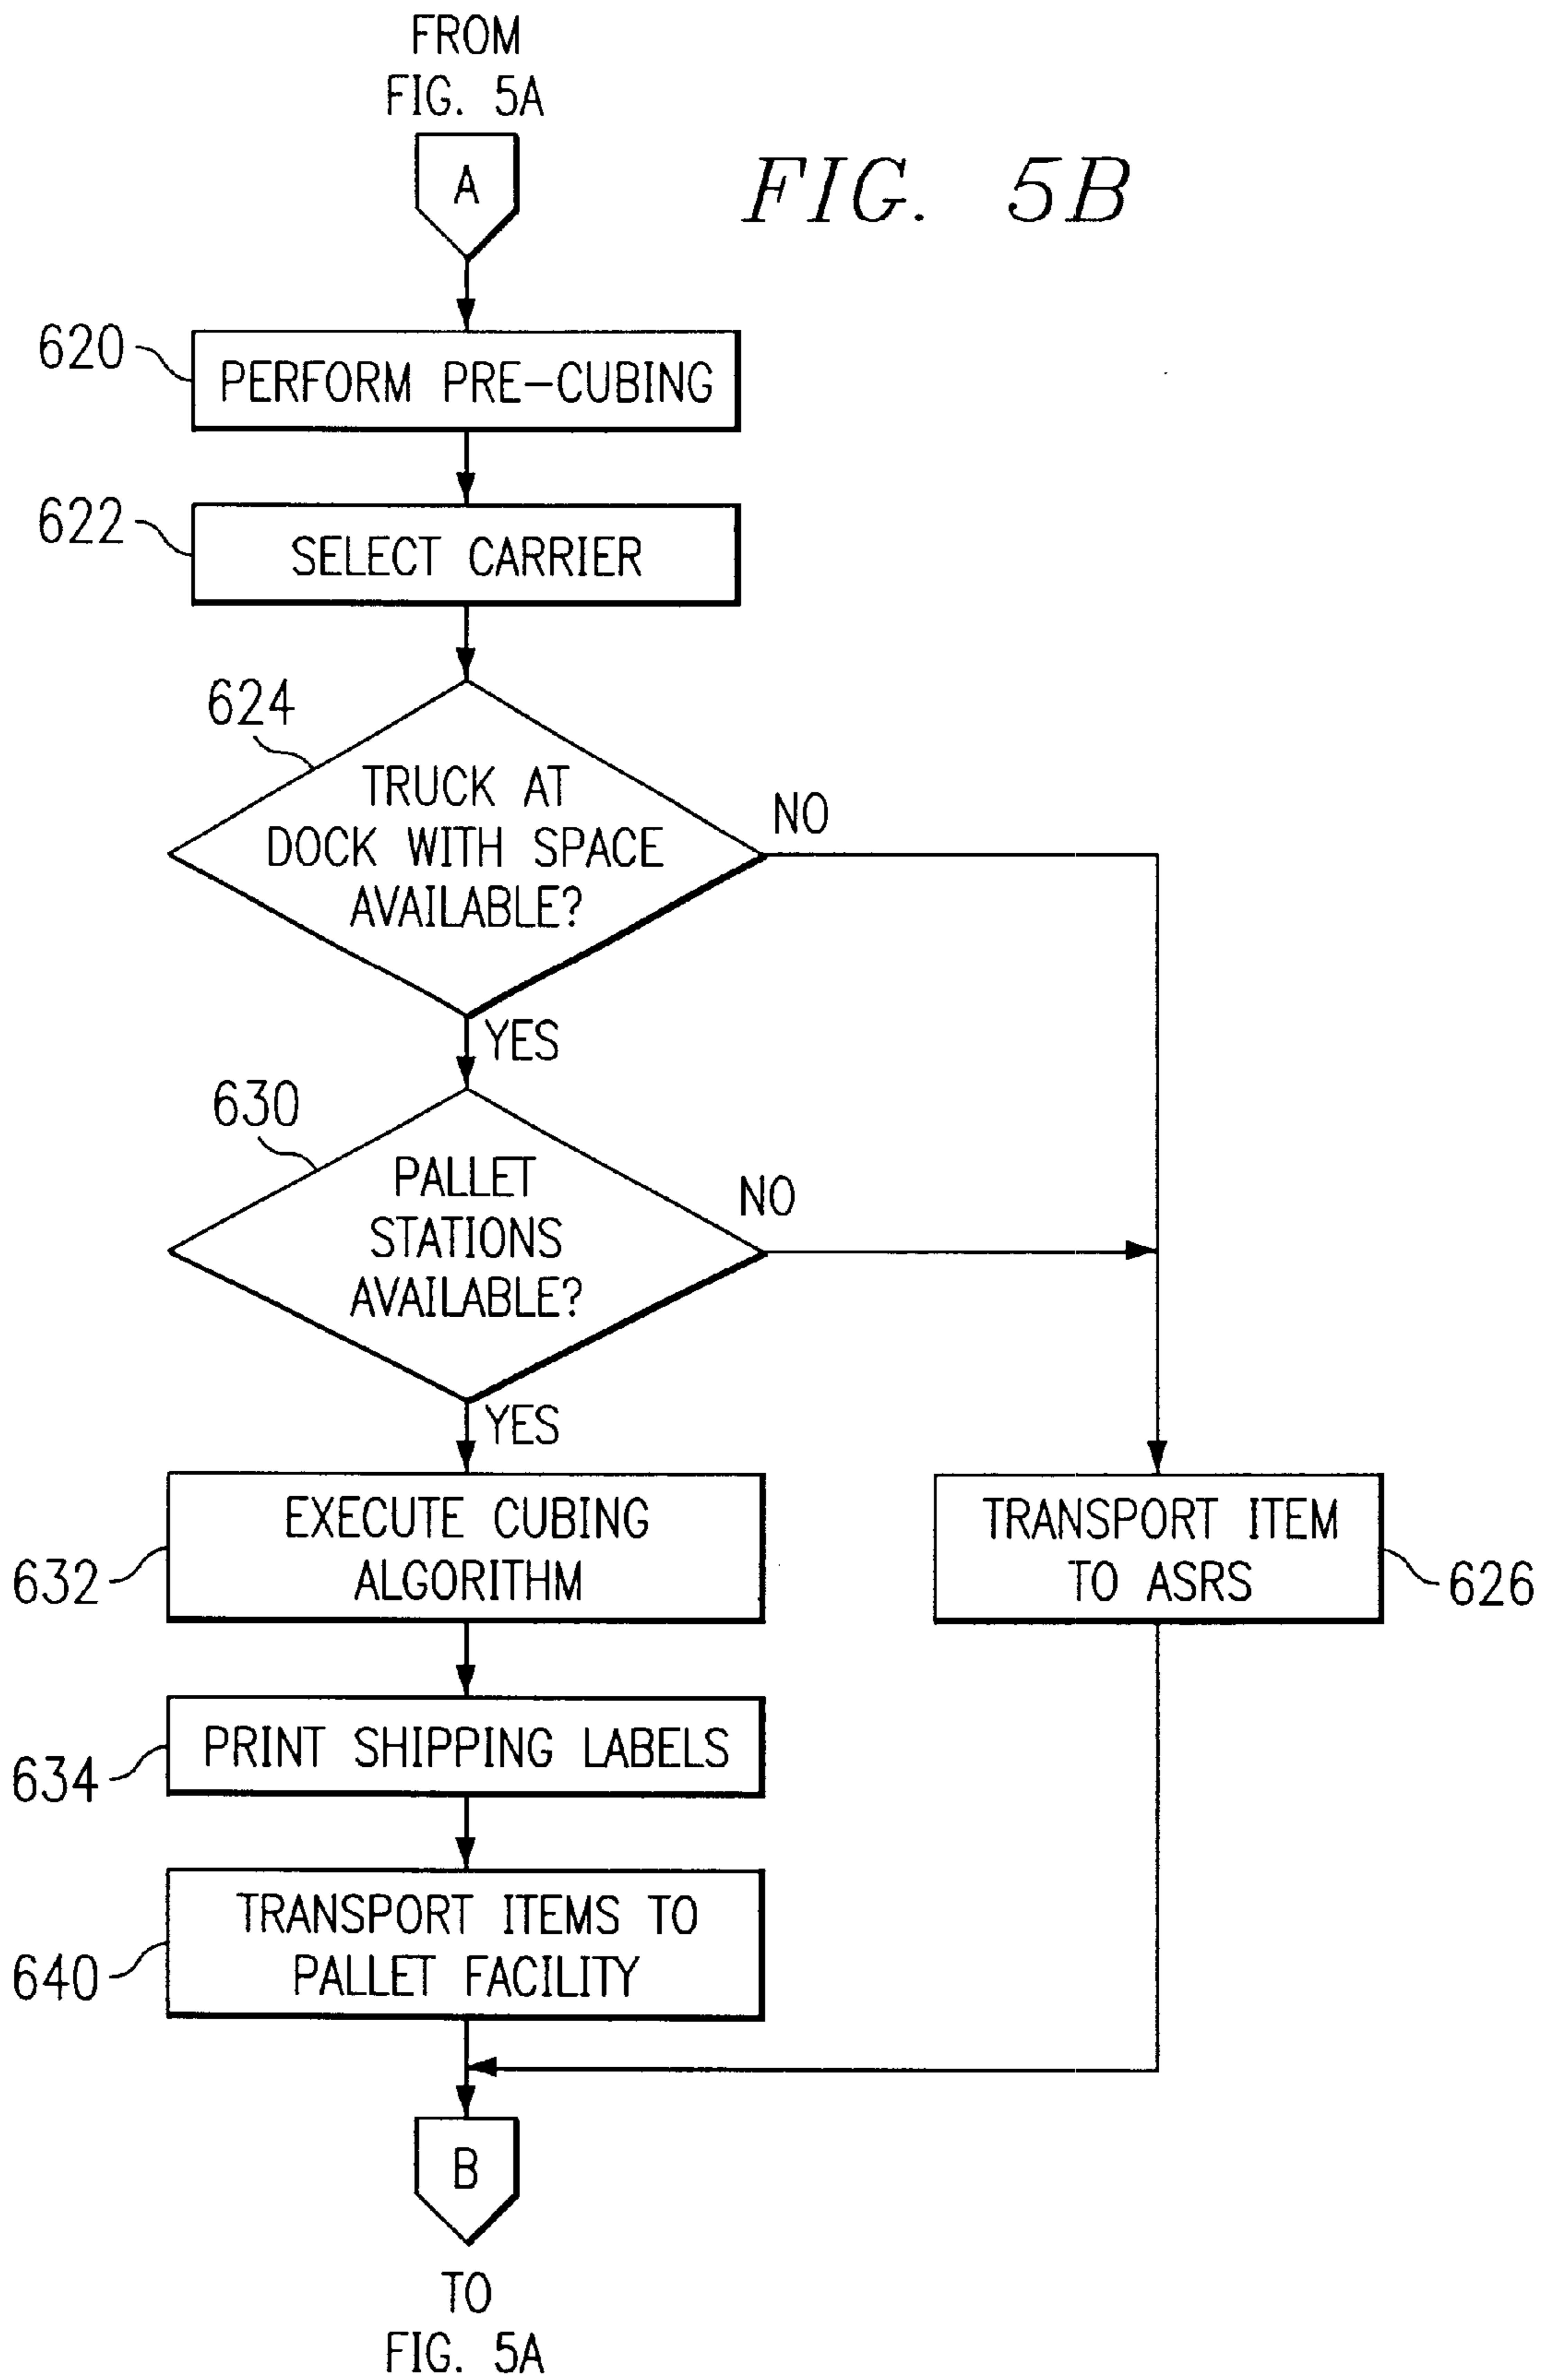 FROM
FIG. 5A
A
FIG. 5B
620
PERFORM PRE-CUBING
622
SELECT CARRIER
624
TRUCK AT
DOCK WITH SPACE
AVAILABLE?
NO
YES
630
PALLET
STATIONS
AVAILABLE?
NO
YES
EXECUTE CUBING
ALGORITHM
632
TRANSPORT ITEM
TO ASRS
626
PRINT SHIPPING LABELS
634
TRANSPORT ITEMS TO
PALLET FACILITY
640
B
TO
FIG. 5A